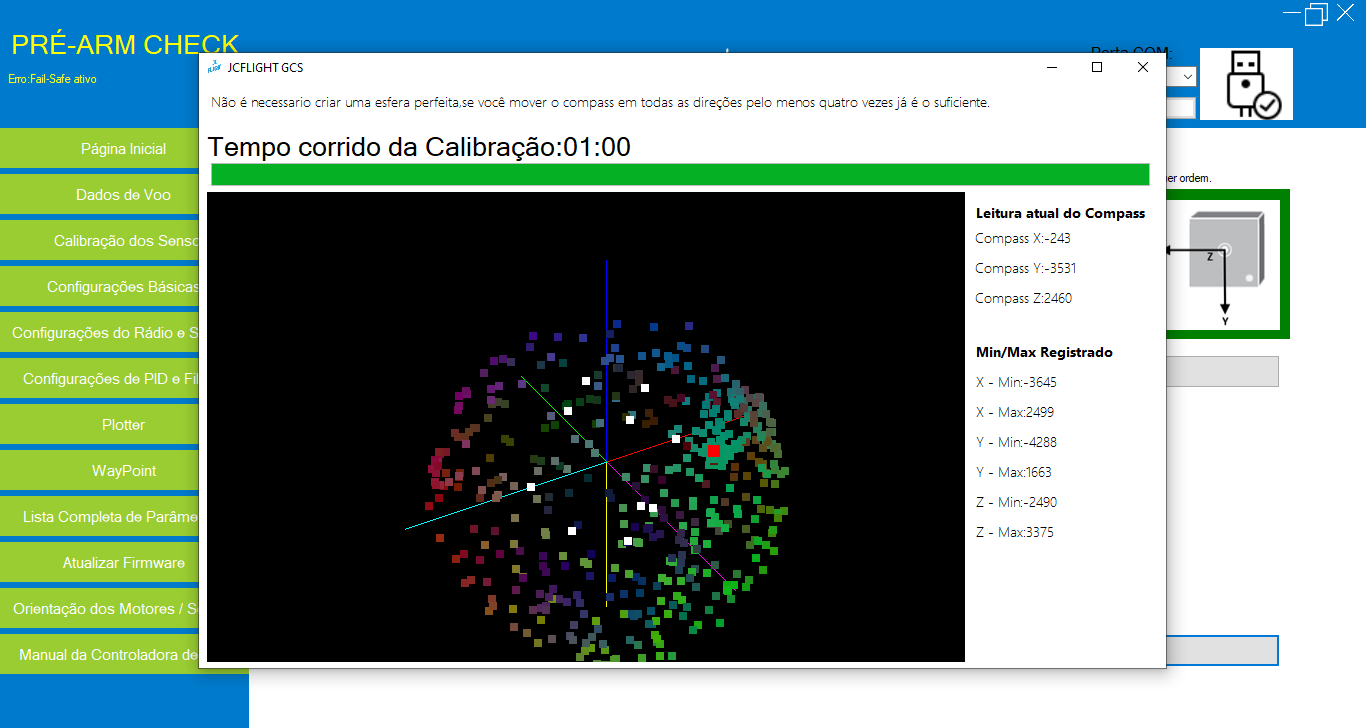 PRÉ-ARM CHECK
Erro:Fail-Safe ativo
Porta COM:
JCFLIGHT GCS
Não é necessario criar uma esfera perfeita,se você mover o compass em todas as direções pelo menos quatro vezes já é o suficiente.
Tempo corrido da Calibração:01:00
Leitura atual do Compass
Compass X:-243
Compass Y:-3531
Compass Z:2460
Min/Max Registrado
X - Min:-3645
X - Max:2499
Y - Min:-4288
Y - Max:1663
Z - Min:-2490
Z - Max:3375
Página Inicial
Dados de Voo
Calibração dos Senso
Configurações Básicas
Configurações do Rádio e S
Configurações de PID e Fil
Plotter
WayPoint
Lista Completa de Parâme
Atualizar Firmware
Orientação dos Motores / S
Manual da Controladora de
er ordem.
Z
Y